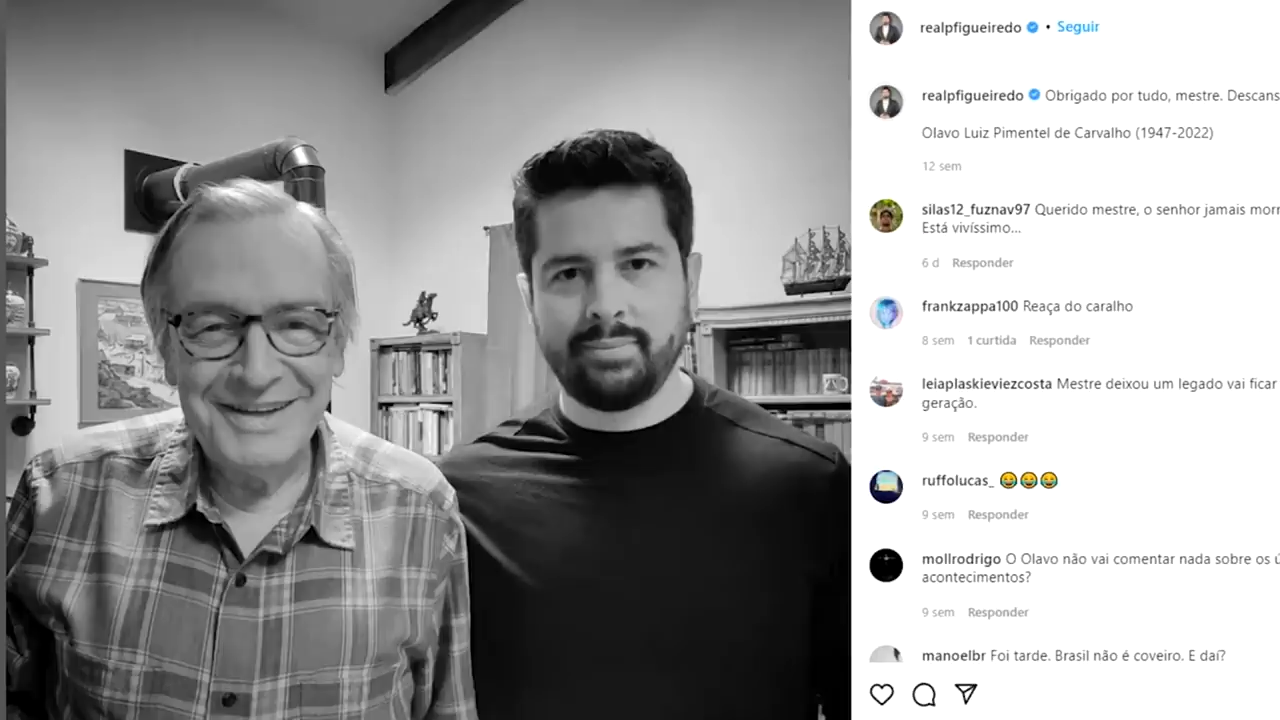 realpfigueiredo • Seguir
realpfigueiredo Obrigado por tudo, mestre. Descans
Olavo Luiz Pimentel de Carvalho (1947-2022)
12 sem
silas12_fuznav97 Querido mestre, o senhor jamais morr
Está vivíssimo...
6 d Responder
frankzappa100 Reaça do caralho
8 sem 1 curtida Responder
leiaplaskieviezcosta Mestre deixou um legado vai ficar
geração.
9 sem Responder
ruffolucas_ 😂😂😂
9 sem Responder
mollrodrigo O Olavo não vai comentar nada sobre os ú
acontecimentos?
9 sem Responder
manoelbr Foi tarde. Brasil não é coveiro. E daí?